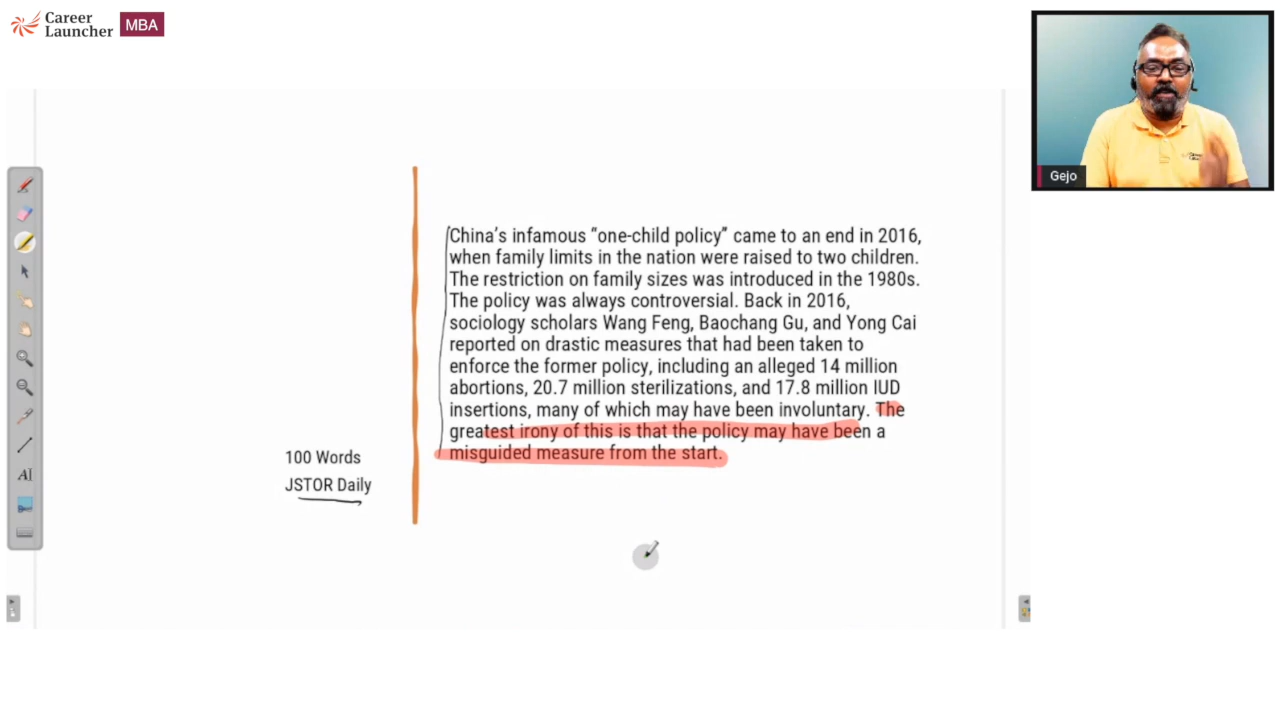 Career
Launcher
MBA
Gejo
China's infamous “one-child policy” came to an end in 2016,
when family limits in the nation were raised to two children.
The restriction on family sizes was introduced in the 1980s.
The policy was always controversial. Back in 2016,
sociology scholars Wang Feng, Baochang Gu, and Yong Cai
reported on drastic measures that had been taken to
enforce the former policy, including an alleged 14 million
abortions, 20.7 million sterilizations, and 17.8 million IUD
insertions, many of which may have been involuntary. The
greatest irony of this is that the policy may have been a
misguided measure from the start.
100 Words
JSTOR Daily